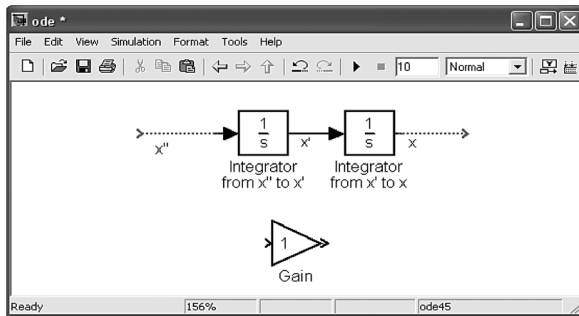 ode *
File Edit View Simulation Format Tools Help
10 Normal
1 1
s s
x" x' x
Integrator Integrator
from x" to x' from x' to x
1
Gain
Ready 156% ode45